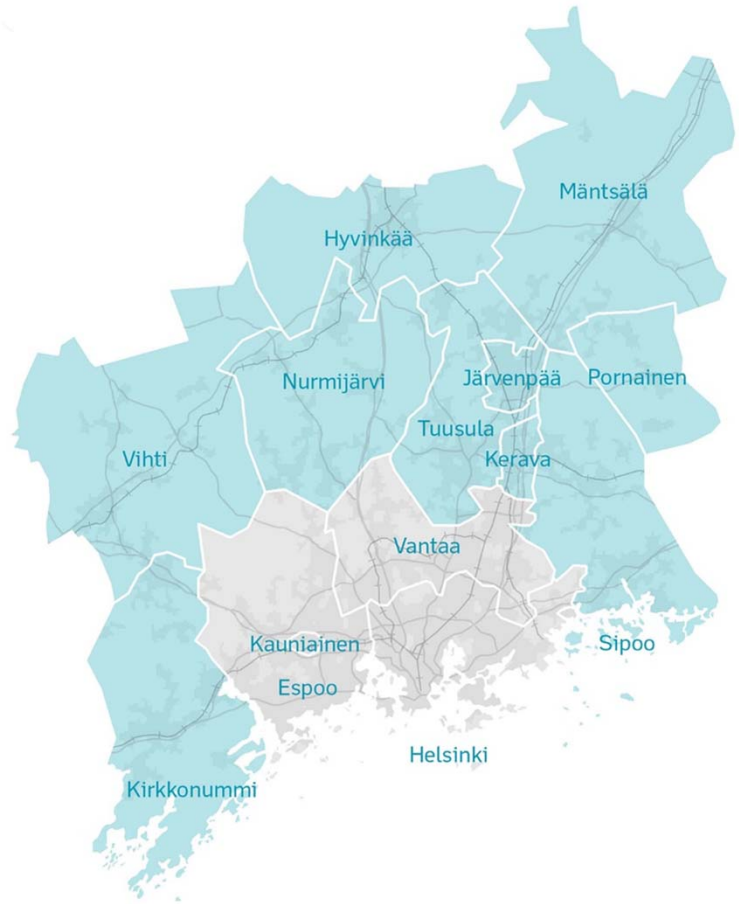 Mäntsälä
Hyvinkää
Nurmijärvi
Järvenpää
Pornainen
Tuusula
Vihti
Kerava
Vantaa
Kauniainen
Sipoo
Espoo
Helsinki
Kirkkonummi